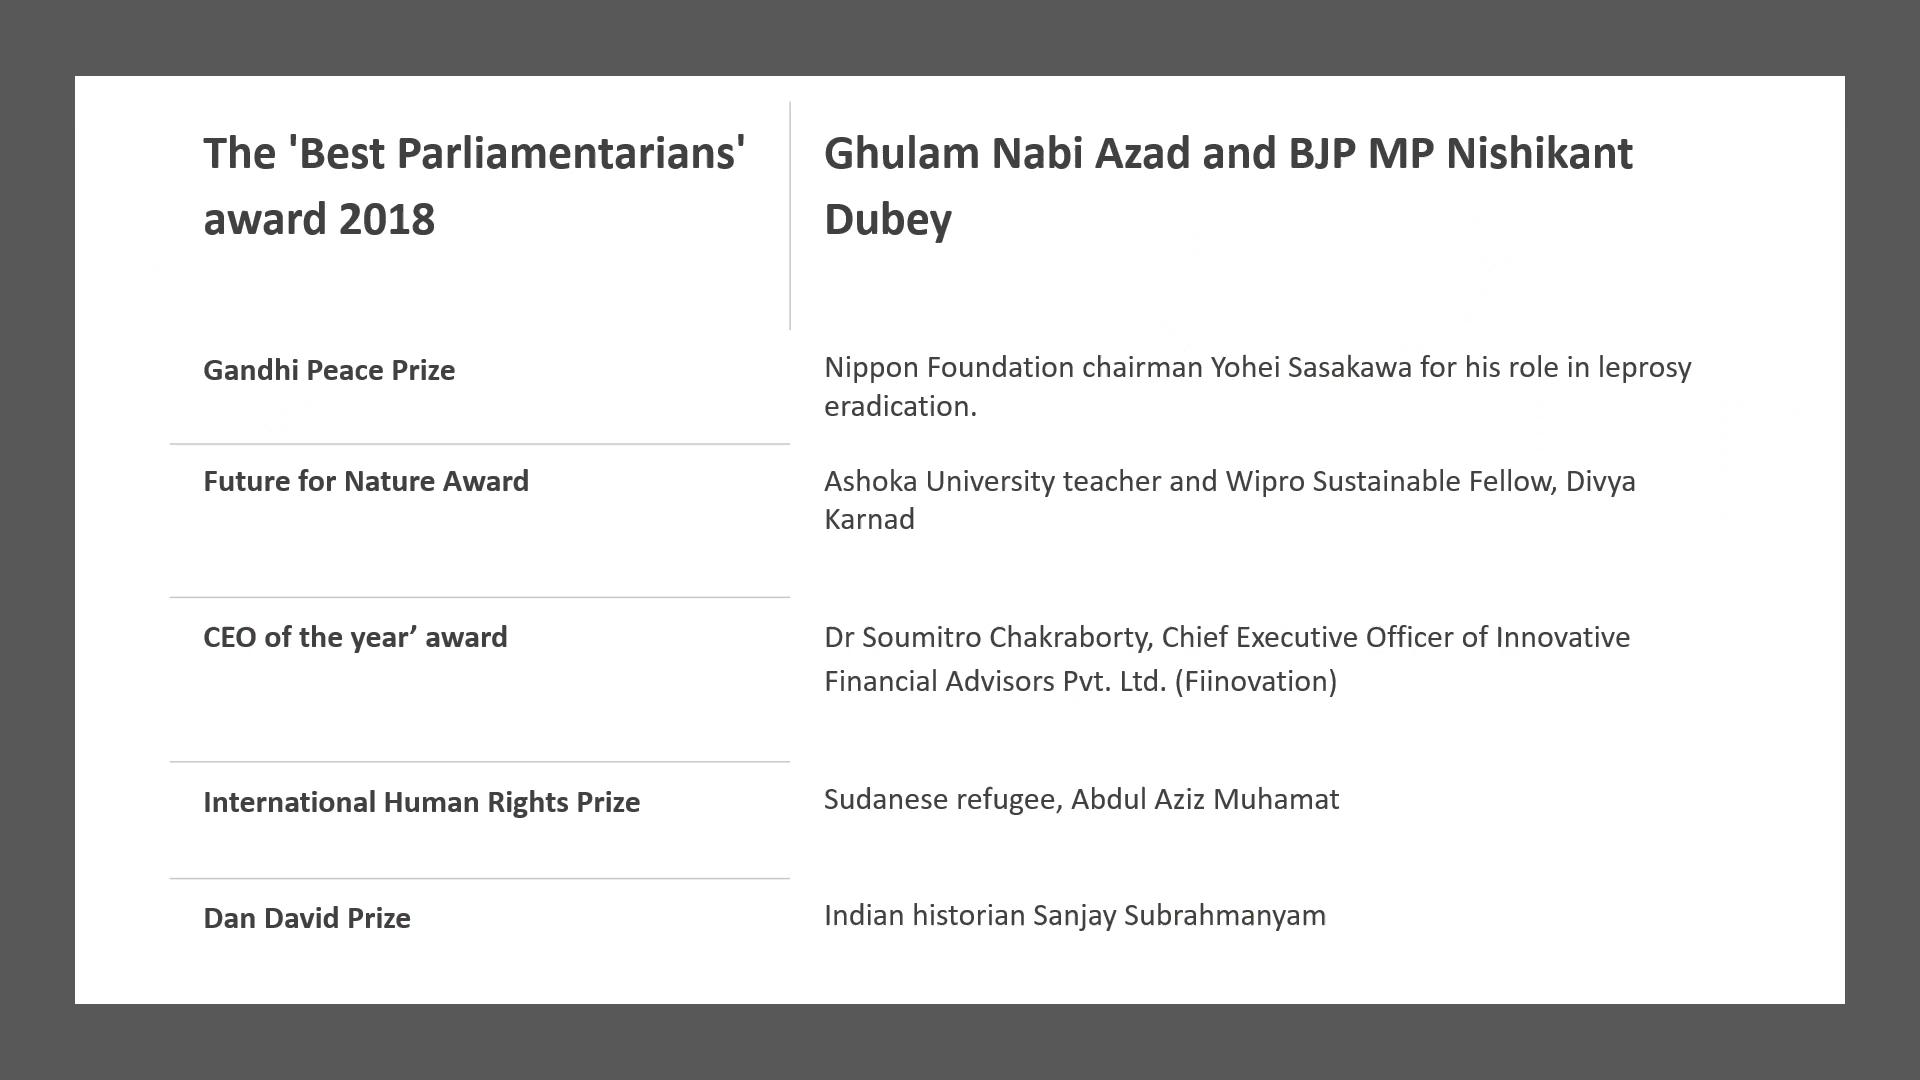 The 'Best Parliamentarians'
award 2018
Ghulam Nabi Azad and BJP MP Nishikant
Dubey
Gandhi Peace Prize
Nippon Foundation chairman Yohei Sasakawa for his role in leprosy
eradication.
Future for Nature Award
Ashoka University teacher and Wipro Sustainable Fellow, Divya
Karnad
CEO of the year’ award
Dr Soumitro Chakraborty, Chief Executive Officer of Innovative
Financial Advisors Pvt. Ltd. (Fiinovation)
International Human Rights Prize
Sudanese refugee, Abdul Aziz Muhamat
Dan David Prize
Indian historian Sanjay Subrahmanyam